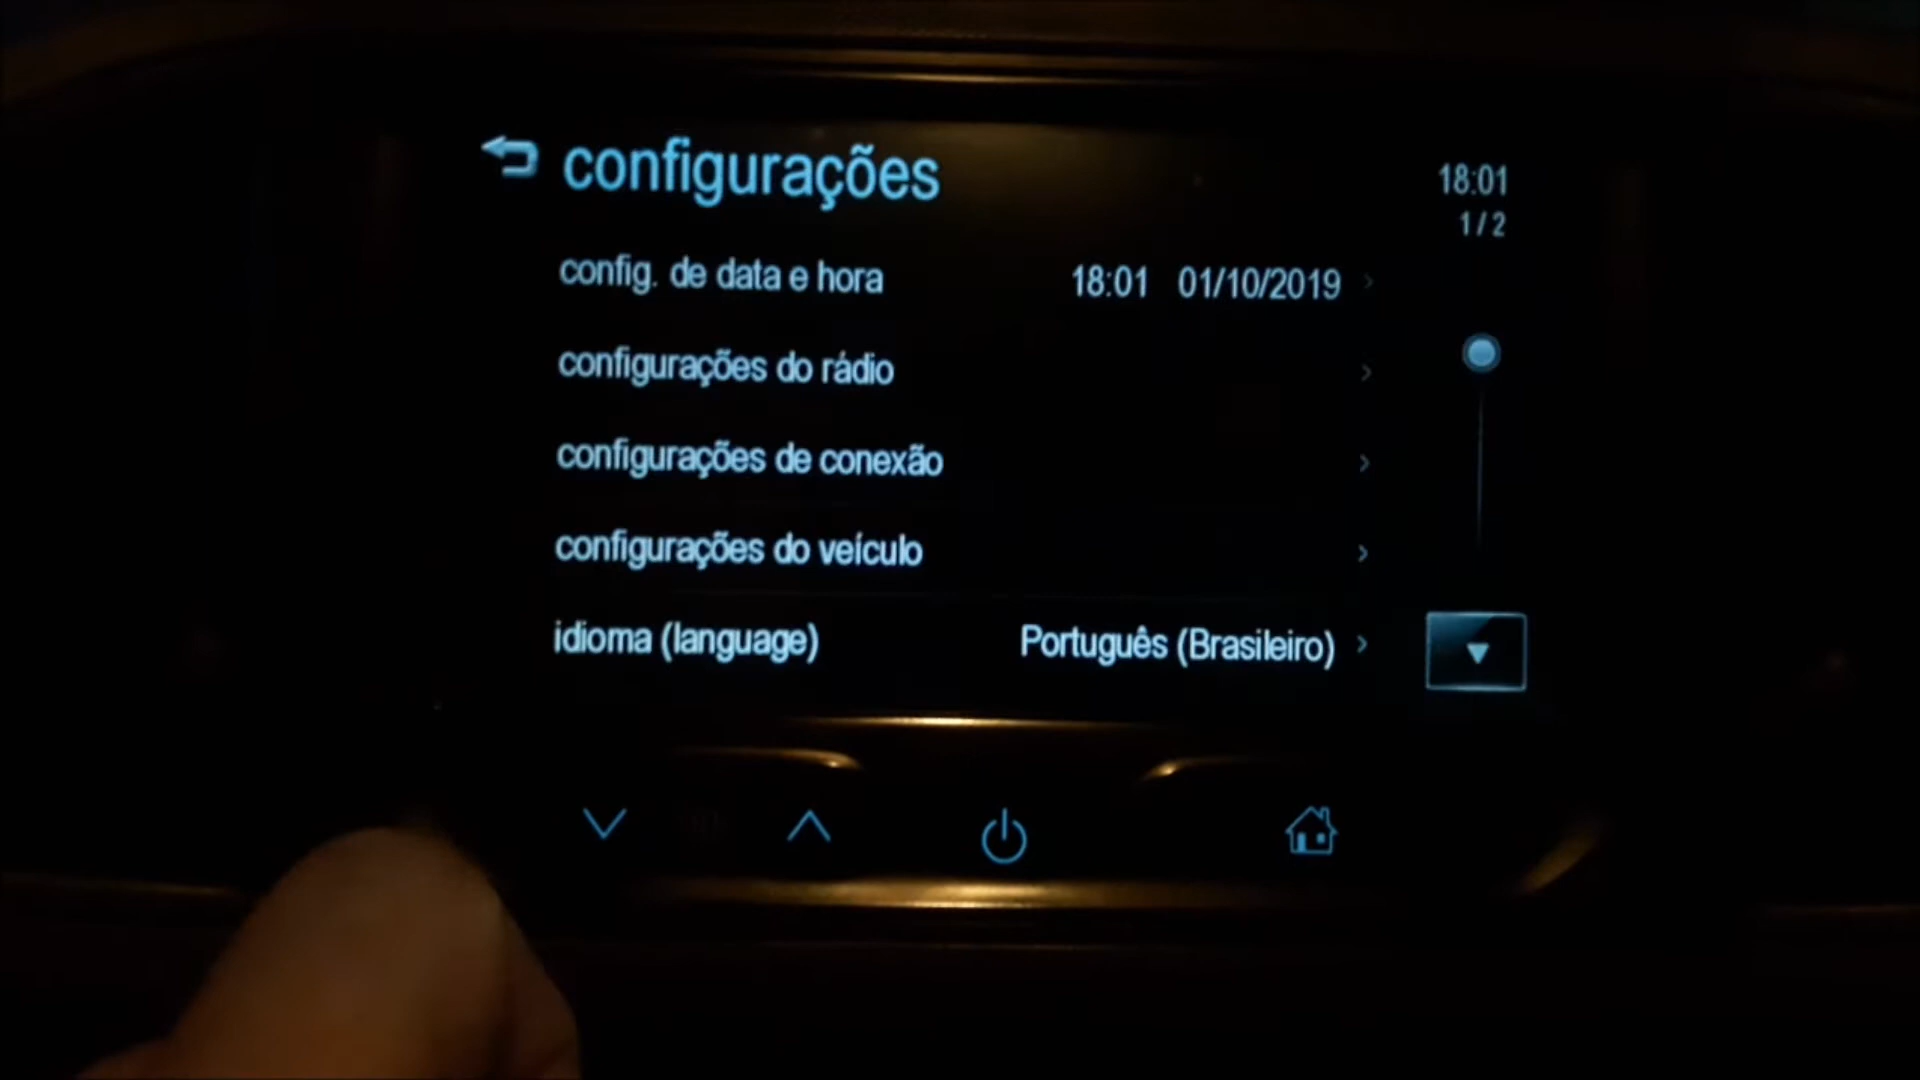 configurações
18:01
1/2
config. de data e hora 18:01 01/10/2019
configurações do rádio
configurações de conexão
configurações do veículo
idioma (language) Português (Brasileiro)